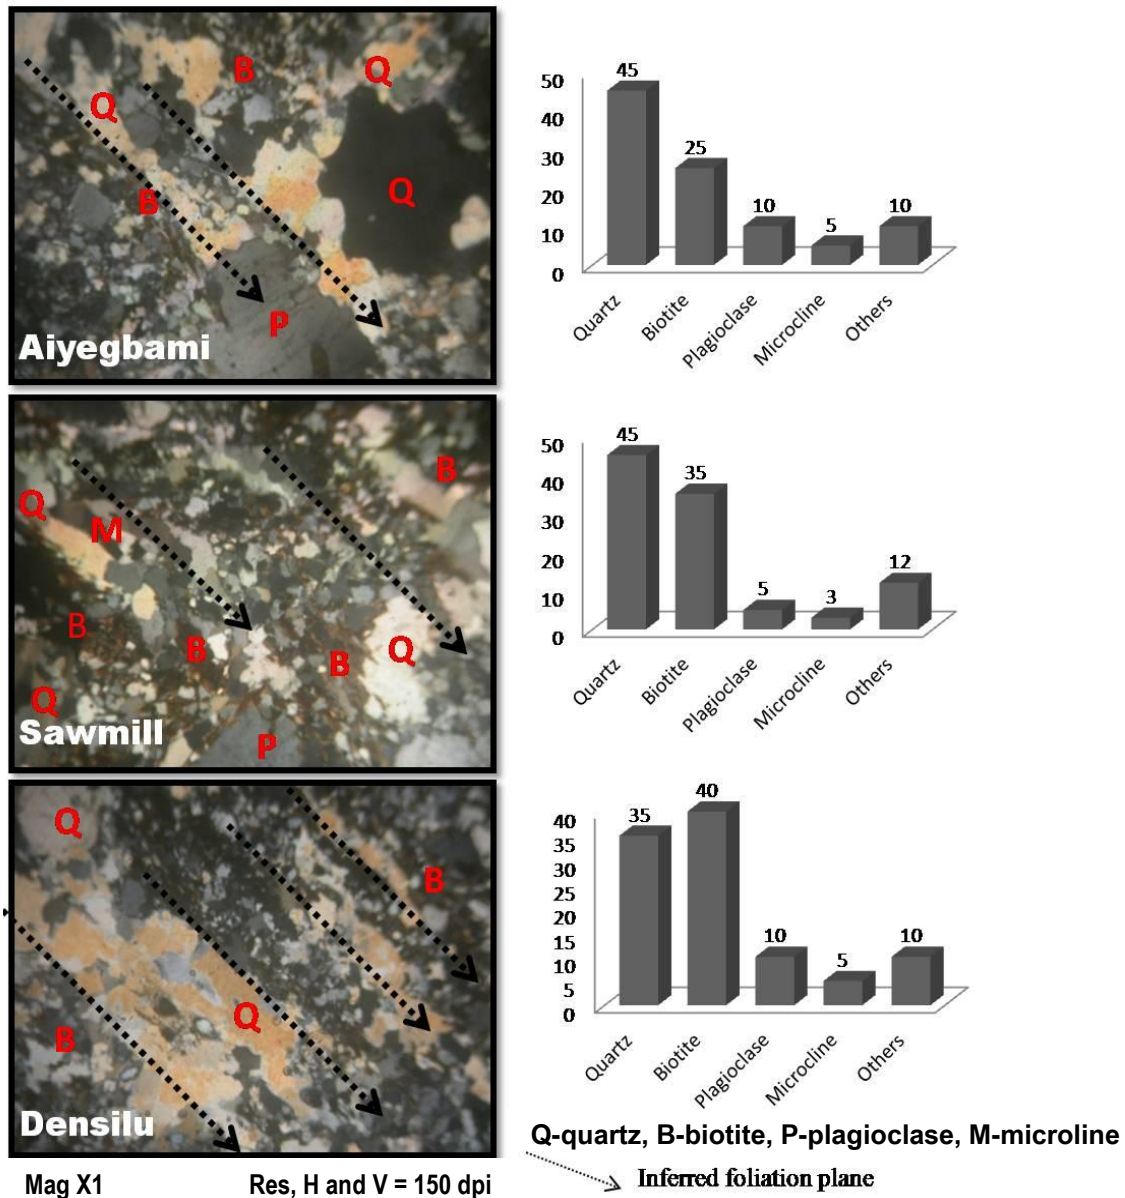 B
Q
Q
Q
B
P
Aiyegbami
50
40
30
20
10
0
45
25
10
5
10
Quartz
Biotite
Plagioclase
Microcline
Others
B
Q
M
B
B
B
Q
Q
P
Sawmill
50
40
30
20
10
0
45
35
5
3
12
Quartz
Biotite
Plagioclase
Microcline
Others
Q
B
Q
B
Densilu
40
35
30
25
20
15
10
5
0
35
40
10
5
10
Quartz
Biotite
Plagioclase
Microcline
Others
Q-quartz, B-biotite, P-plagioclase, M-microline
Inferred foliation plane
Mag X1 Res, H and V = 150 dpi